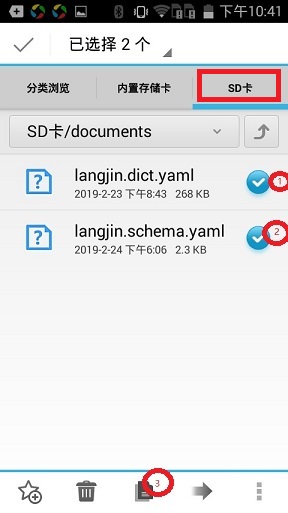 下午10:41
已选择 2 个
分类浏览 内置存储卡 SD卡
SD卡/documents
langjin.dict.yaml
2019-2-23 下午8:43 268 KB
1
langjin.schema.yaml
2019-2-24 下午6:06 2.3 KB
2
3